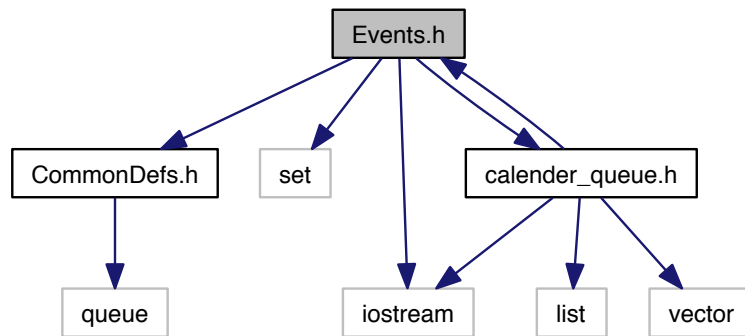 Events.h
CommonDefs.h
set
calender_queue.h
queue
iostream
list
vector